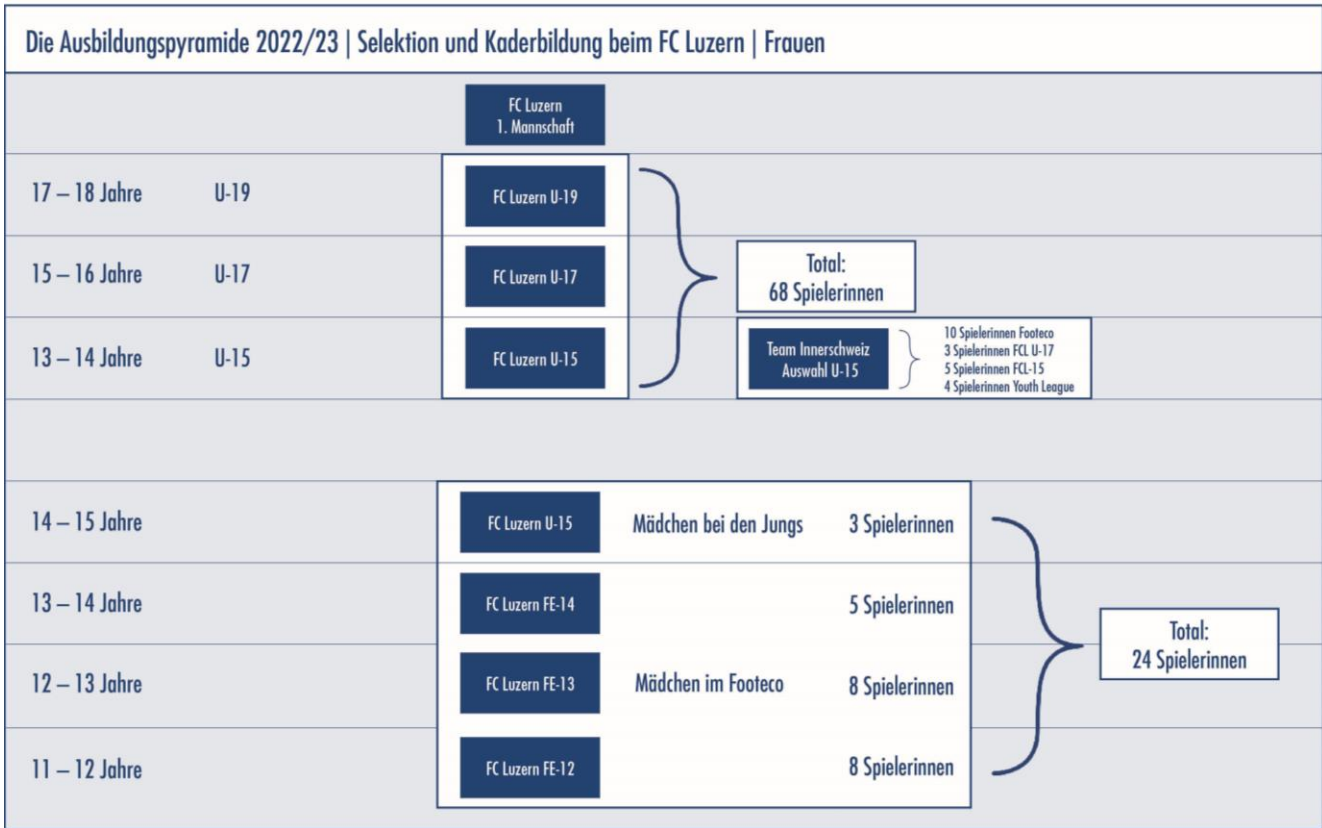 Die Ausbildungspyramide 2022/23 | Selektion und Kaderbildung beim FC Luzern | Frauen
FC Luzern
1. Mannschaft
17 – 18 Jahre U-19 FC Luzern U-19
15 – 16 Jahre U-17 FC Luzern U-17
Total:
68 Spielerinnen
13 – 14 Jahre U-15 FC Luzern U-15
Team Innerschweiz
Auswahl U-15
10 Spielerinnen Footeco
3 Spielerinnen FCL U-17
5 Spielerinnen FCL-15
4 Spielerinnen Youth League
14 – 15 Jahre FC Luzern U-15 Mädchen bei den Jungs 3 Spielerinnen
13 – 14 Jahre FC Luzern FE-14 5 Spielerinnen
Total:
24 Spielerinnen
12 – 13 Jahre FC Luzern FE-13 Mädchen im Footeco 8 Spielerinnen
11 – 12 Jahre FC Luzern FE-12 8 Spielerinnen